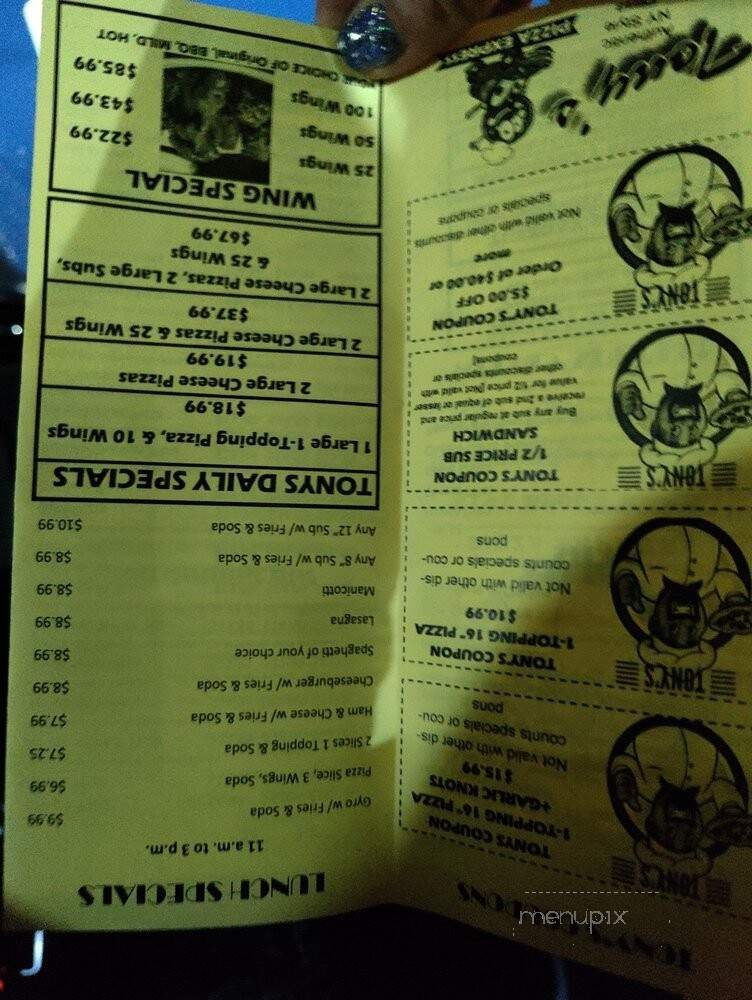 TONY'S COUPONS
TONY'S
TONY'S COUPON
1-TOPPING 16" PIZZA
+GARLIC KNOTS
$15.99
Not valid with other dis-
counts specials or cou-
pons
TONY'S
TONY'S COUPON
1-TOPPING 16" PIZZA
$10.99
Not valid with other dis-
counts specials or cou-
pons
TONY'S
TONY'S COUPON
1/2 PRICE SUB
SANDWICH
Buy any sub at regular price and
receive a 2nd sub of equal or lesser
value for 1/2 price (Not valid with
other discounts specials or
coupons)
TONY'S
TONY'S COUPON
$5.00 OFF
Order of $40.00 or
more
Not valid with other discounts
specials or coupons
Tony's
Authentic
NY Style
PIZZA EXPRESS
LUNCH SPECIALS
11 a.m. to 3 p.m.
Gyro w/ Fries & Soda $9.99
Pizza Slice, 3 Wings, Soda $6.99
2 Slices 1 Topping & Soda $7.25
Ham & Cheese w/ Fries & Soda $7.99
Cheeseburger w/ Fries & Soda $8.99
Spaghetti of your choice $8.99
Lasagna $8.99
Manicotti $8.99
Any 8" Sub w/ Fries & Soda $8.99
Any 12" Sub w/ Fries & Soda $10.99
TONYS DAILY SPECIALS
1 Large 1-Topping Pizza, & 10 Wings
$18.99
2 Large Cheese Pizzas
$19.99
2 Large Cheese Pizzas & 25 Wings
$37.99
2 Large Cheese Pizzas, 2 Large Subs,
& 25 Wings
$67.99
WING SPECIAL
25 Wings $22.99
50 Wings $43.99
100 Wings $85.99
YOUR CHOICE OF Original, BBQ, MILD, HOT
menupix